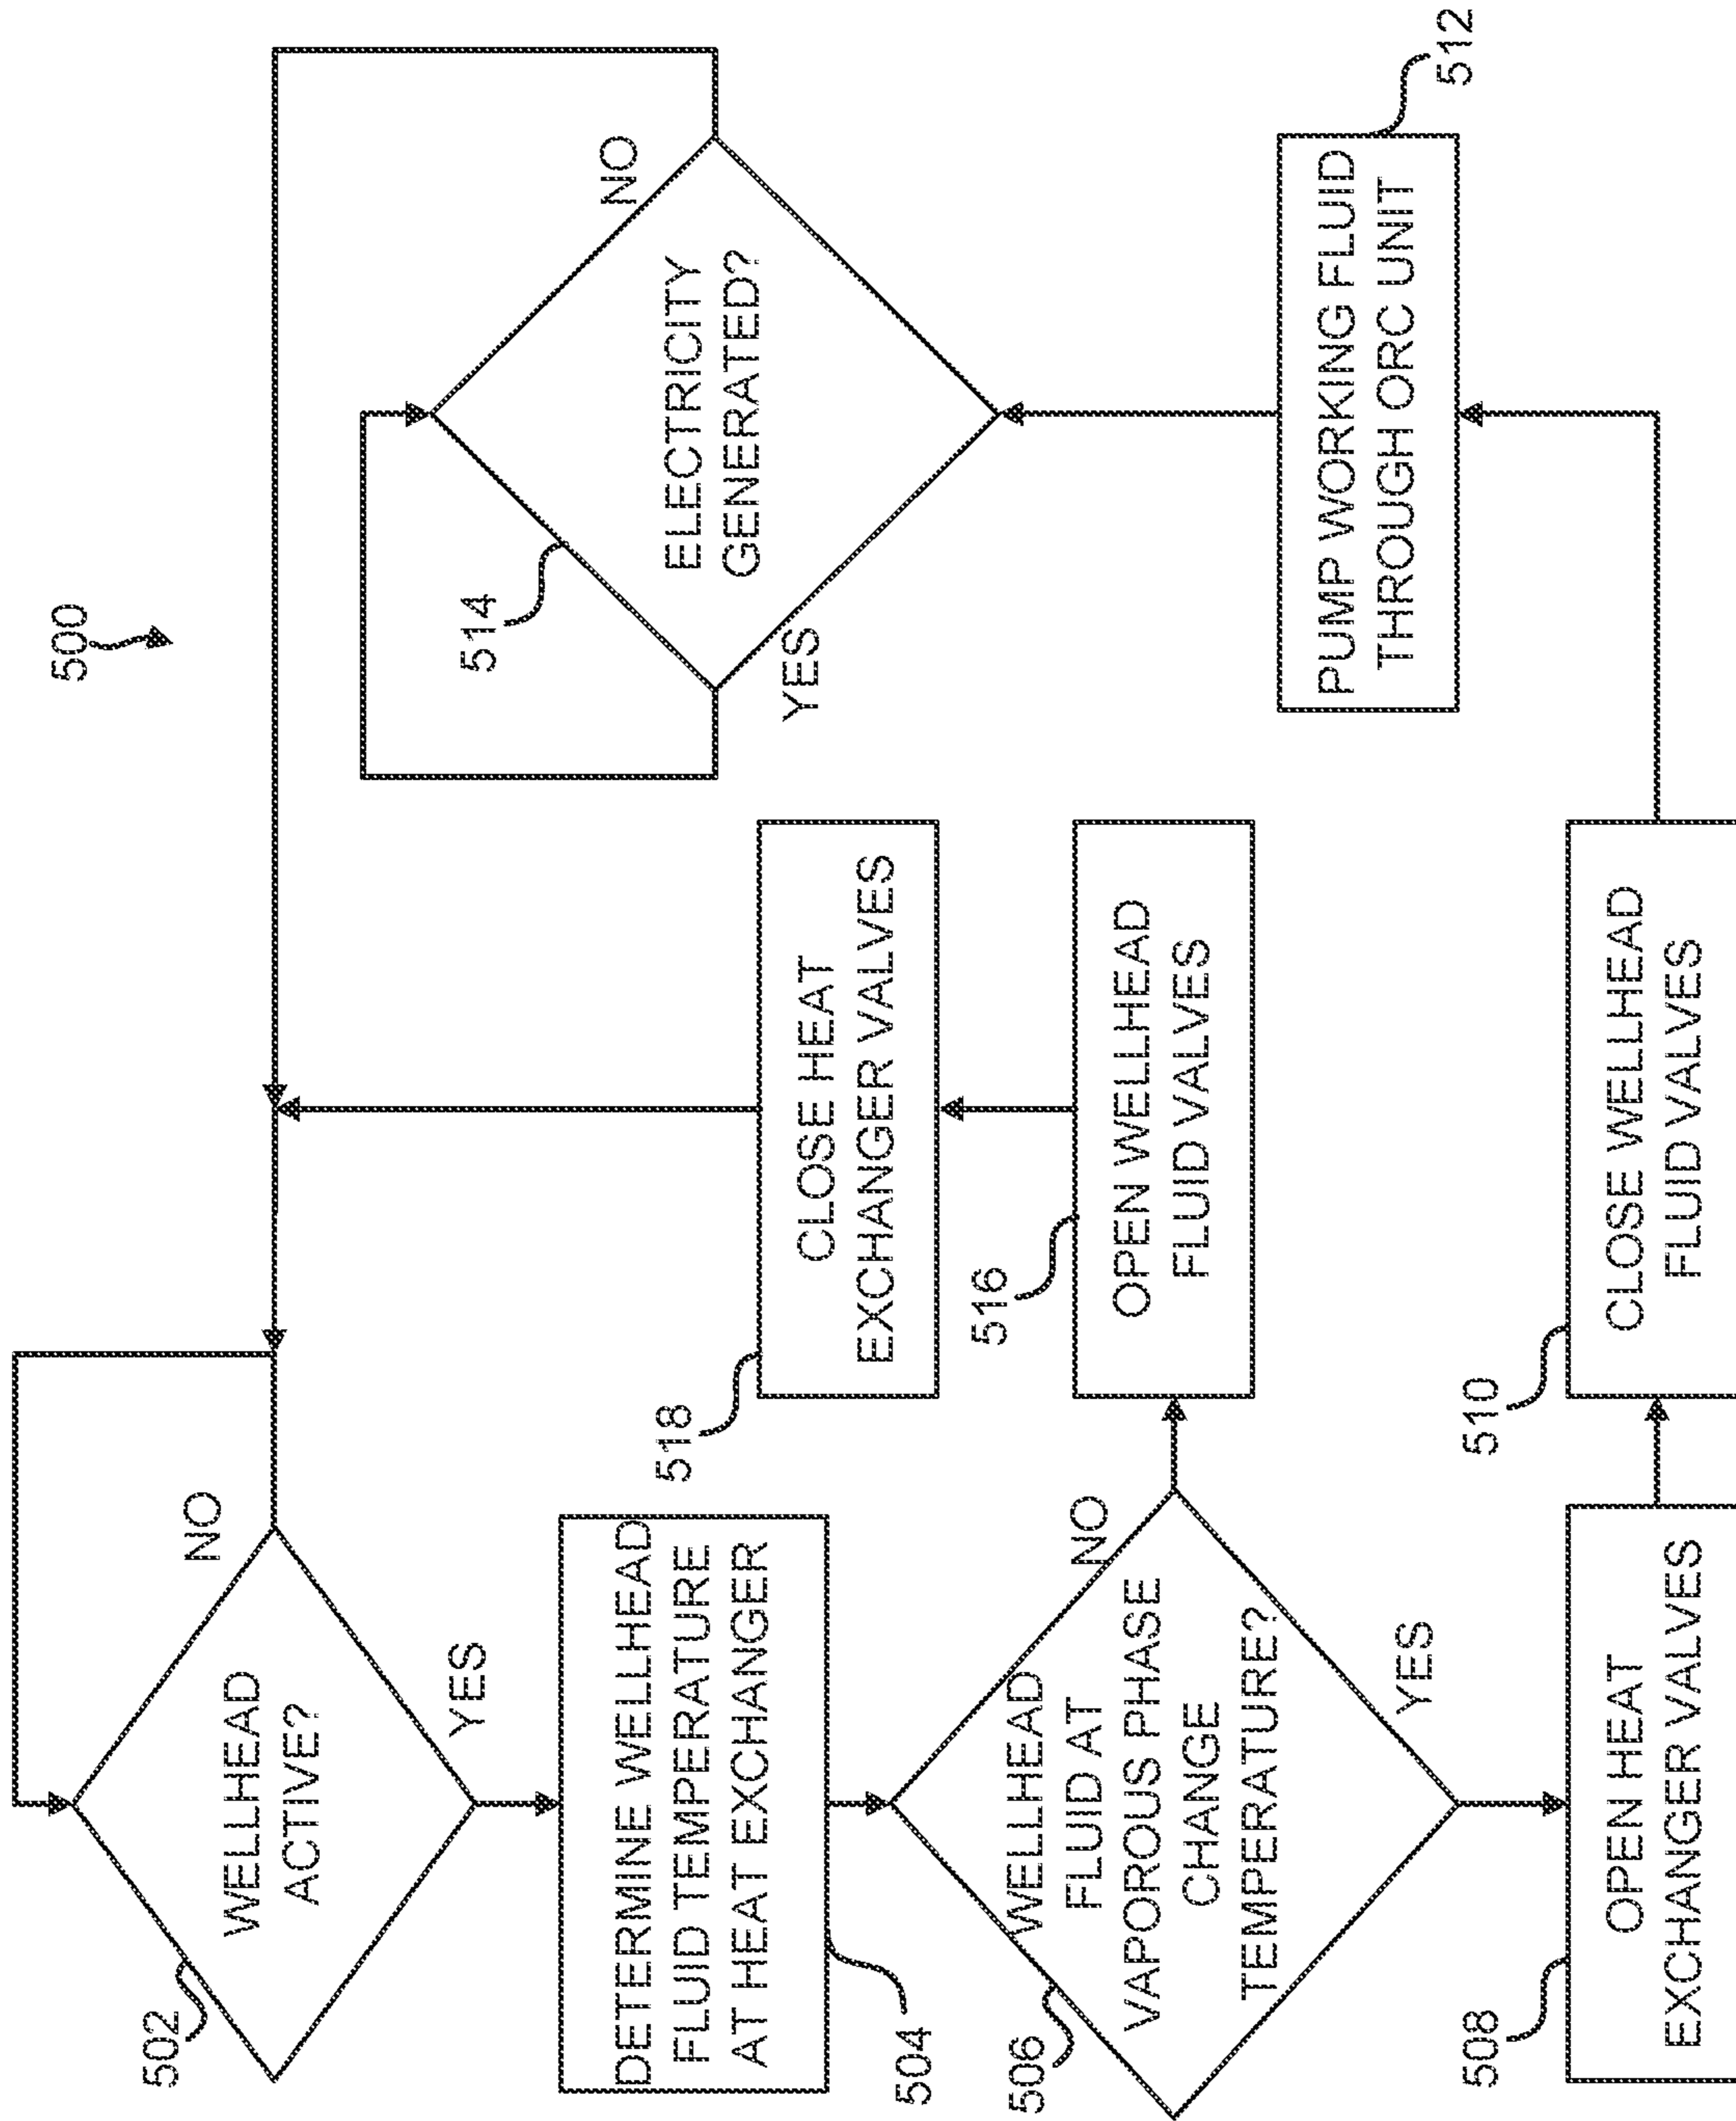 500
502
WELLHEAD
ACTIVE?
NO
YES
DETERMINE WELLHEAD
FLUID TEMPERATURE
AT HEAT EXCHANGER
504
506
WELLHEAD
FLUID AT
VAPOROUS PHASE
CHANGE
TEMPERATURE?
NO
YES
508
OPEN HEAT
EXCHANGER VALVES
510
CLOSE WELLHEAD
FLUID VALVES
516
OPEN WELLHEAD
FLUID VALVES
518
CLOSE HEAT
EXCHANGER VALVES
512
PUMP WORKING FLUID
THROUGH ORC UNIT
514
ELECTRICITY
GENERATED?
NO
YES